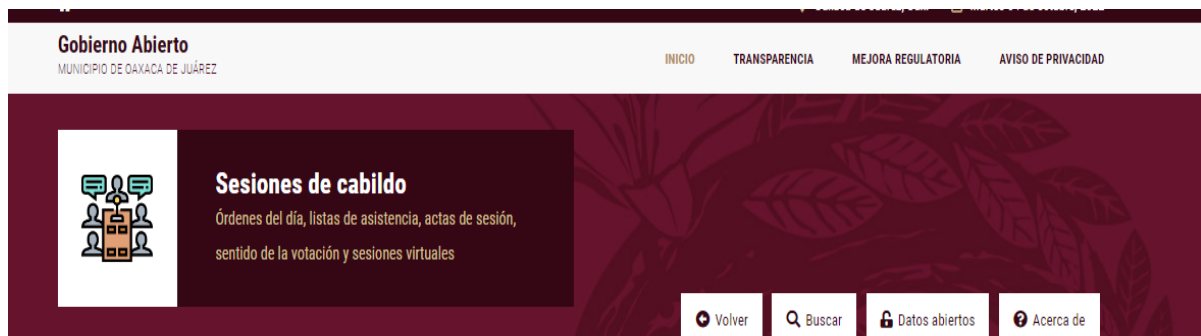 Gobierno Abierto
MUNICIPIO DE OAXACA DE JUÁREZ
INICIO TRANSPARENCIA MEJORA REGULATORIA AVISO DE PRIVACIDAD
Sesiones de cabildo
Órdenes del día, listas de asistencia, actas de sesión,
sentido de la votación y sesiones virtuales
Volver Buscar Datos abiertos Acerca de